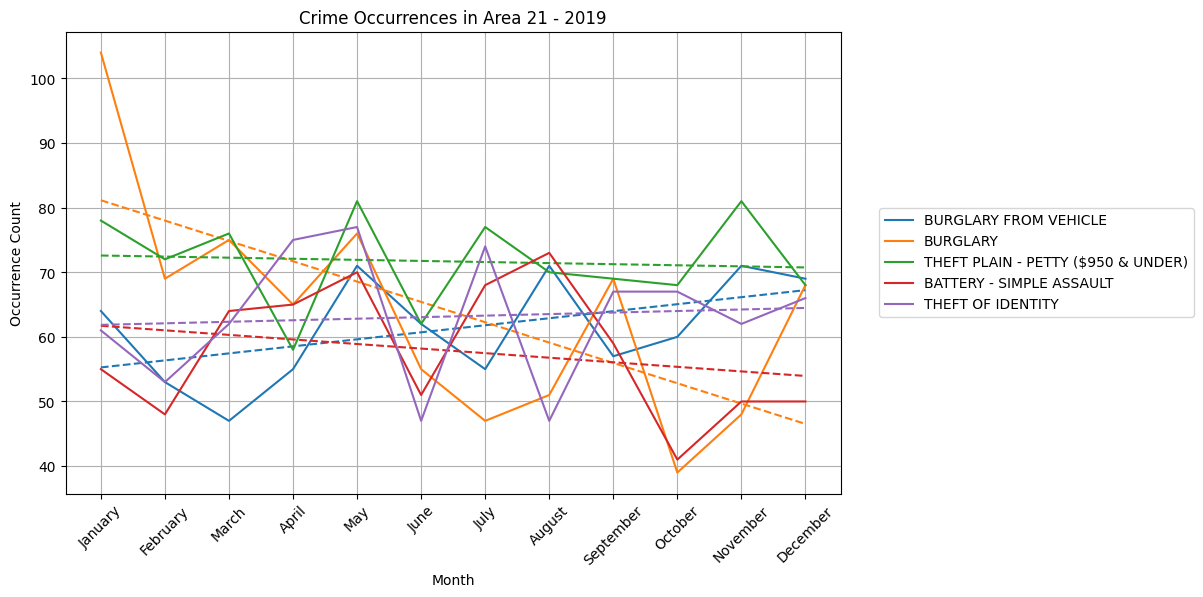 Crime Occurrences in Area 21 - 2019
Occurrence Count
100
90
80
70
60
50
40
January
February
March
April
May
June
July
August
September
October
November
December
Month
BURGLARY FROM VEHICLE
BURGLARY
THEFT PLAIN - PETTY ($950 & UNDER)
BATTERY - SIMPLE ASSAULT
THEFT OF IDENTITY